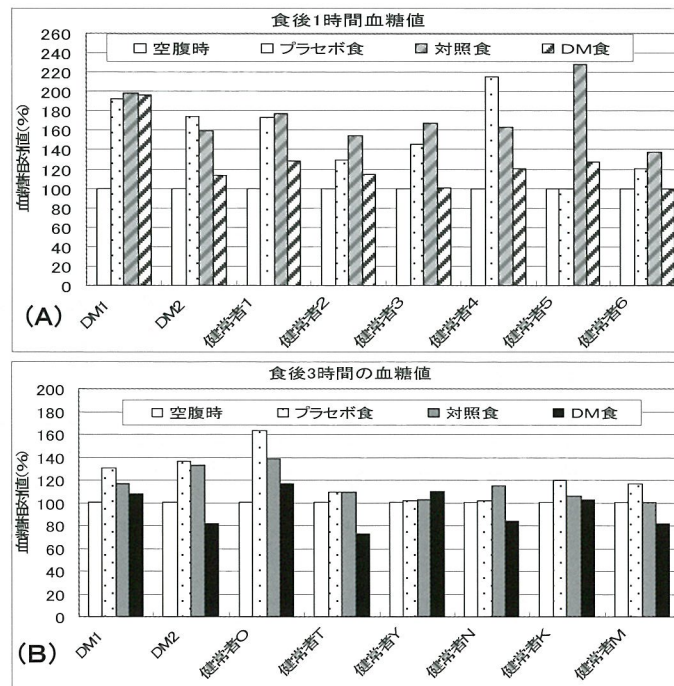 食後1時間血糖値
空腹時 プラセボ食 対照食 DM食
血糖相対値(%)
260
240
220
200
180
160
140
120
100
80
60
40
20
0
DM1 DM2 健常者1 健常者2 健常者3 健常者4 健常者5 健常者6
(A)
食後3時間の血糖値
空腹時 プラセボ食 対照食 DM食
血糖相対値(%)
200
180
160
140
120
100
80
60
40
20
0
DM1 DM2 健常者O 健常者T 健常者Y 健常者N 健常者K 健常者M
(B)